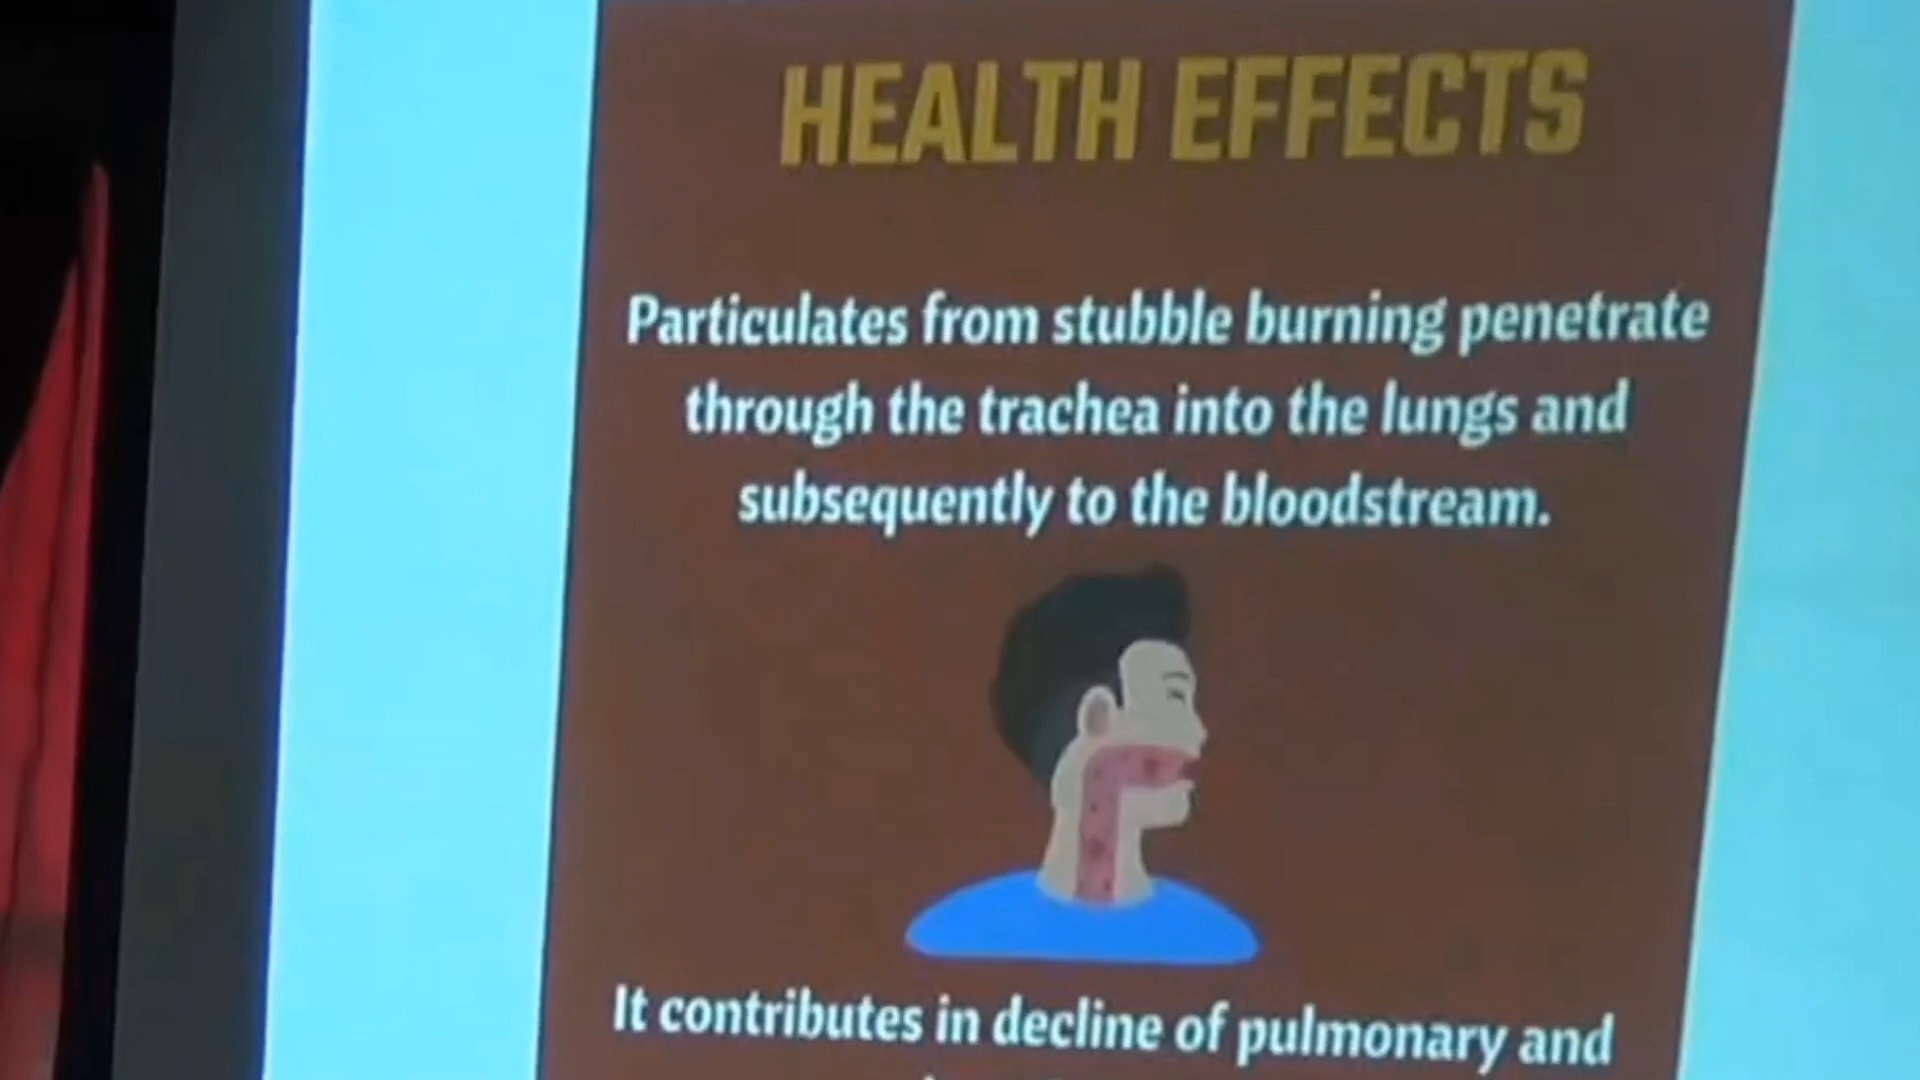 HEALTH EFFECTS
Particulates from stubble burning penetrate
through the trachea into the lungs and
subsequently to the bloodstream.
It contributes in decline of pulmonary and